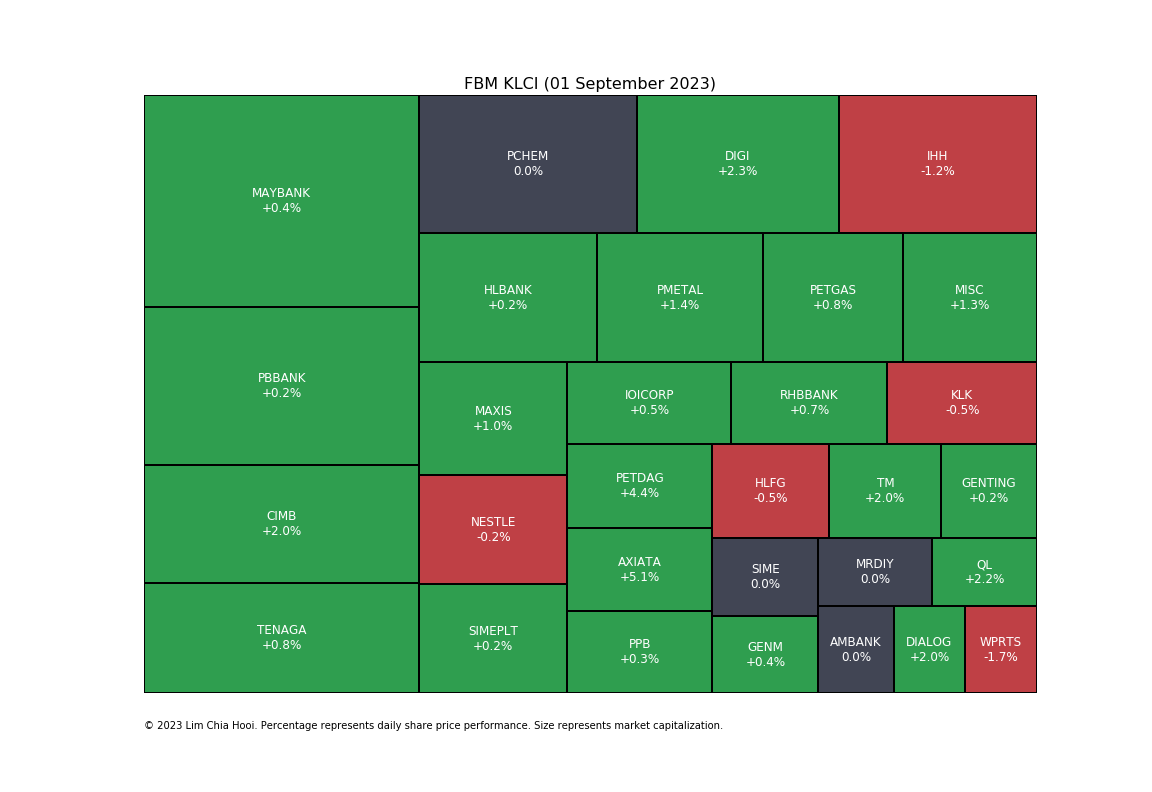 FBM KLCI (01 September 2023)
MAYBANK
+0.4%
PBBANK
+0.2%
CIMB
+2.0%
TENAGA
+0.8%
PCHEM
0.0%
DIGI
+2.3%
IHH
-1.2%
HLBANK
+0.2%
PMETAL
+1.4%
PETGAS
+0.8%
MISC
+1.3%
MAXIS
+1.0%
NESTLE
-0.2%
SIMEPLT
+0.2%
IOICORP
+0.5%
RHBBANK
+0.7%
KLK
-0.5%
PETDAG
+4.4%
AXIATA
+5.1%
PPB
+0.3%
HLFG
-0.5%
TM
+2.0%
GENTING
+0.2%
SIME
0.0%
GENM
+0.4%
MRDIY
0.0%
QL
+2.2%
AMBANK
0.0%
DIALOG
+2.0%
WPRTS
-1.7%
© 2023 Lim Chia Hooi. Percentage represents daily share price performance. Size represents market capitalization.